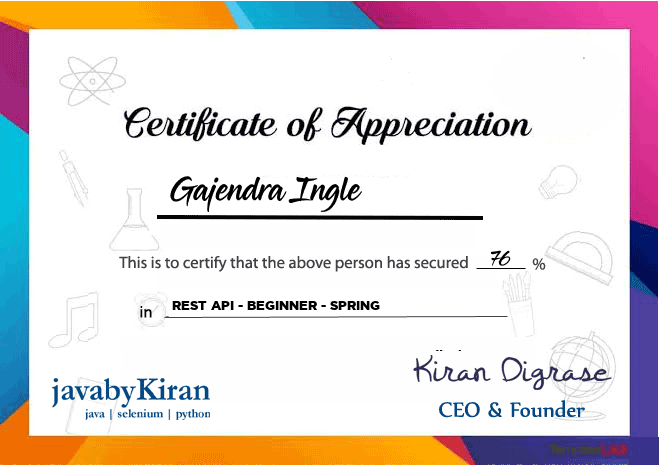 Certificate of Appreciation
Gajendra Ingle
This is to certify that the above person has secured 76 %
in REST API - BEGINNER - SPRING
Kiran Digrase
javabyKiran
CEO & Founder
java | selenium | python